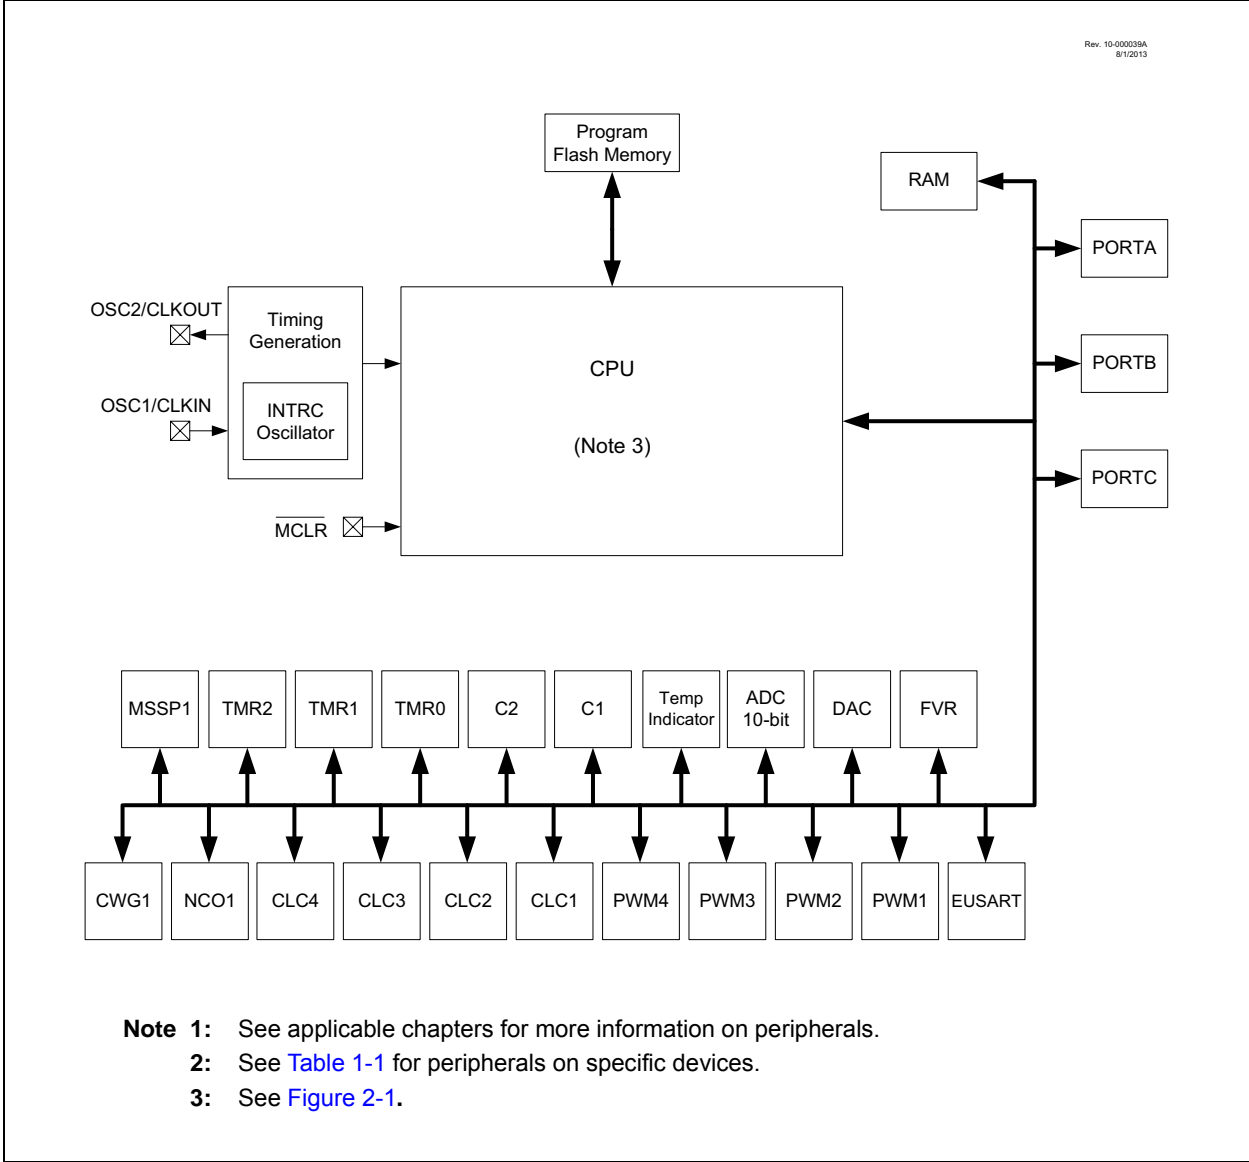 Rev. 10-000039A
8/1/2013
Program
Flash Memory
RAM
PORTA
OSC2/CLKOUT
Timing
Generation
CPU
PORTB
OSC1/CLKIN
INTRC
Oscillator
(Note 3)
PORTC
MCLR
MSSP1
TMR2
TMR1
TMR0
C2
C1
Temp
Indicator
ADC
10-bit
DAC
FVR
CWG1
NCO1
CLC4
CLC3
CLC2
CLC1
PWM4
PWM3
PWM2
PWM1
EUSART
Note 1: See applicable chapters for more information on peripherals.
2: See Table 1-1 for peripherals on specific devices.
3: See Figure 2-1.